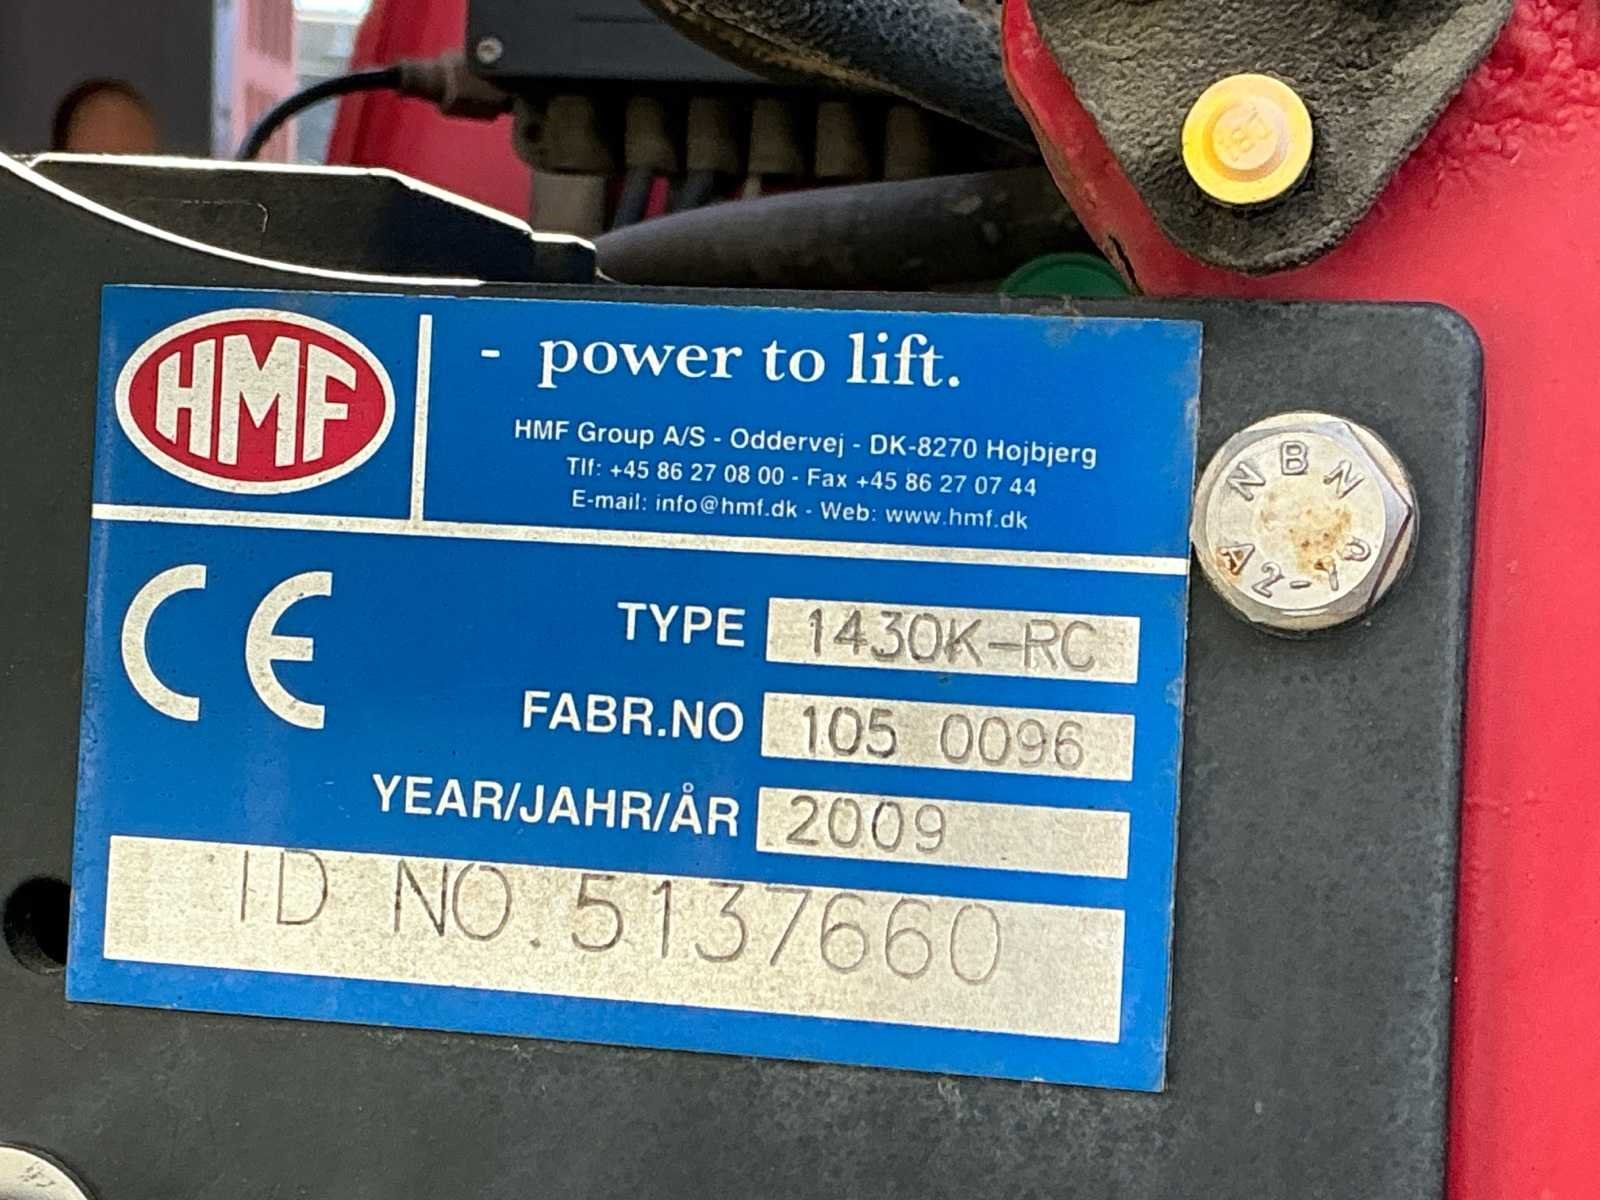 HMF
- power to lift.
HMF Group A/S - Oddervej - DK-8270 Hojbjerg
Tlf: +45 86 27 08 00 - Fax +45 86 27 07 44
E-mail: info@hmf.dk - Web: www.hmf.dk
CE
TYPE 1430K-RC
FABR.NO 105 0096
YEAR/JAHR/ÅR 2009
ID NO. 5137660
NBN
A2-